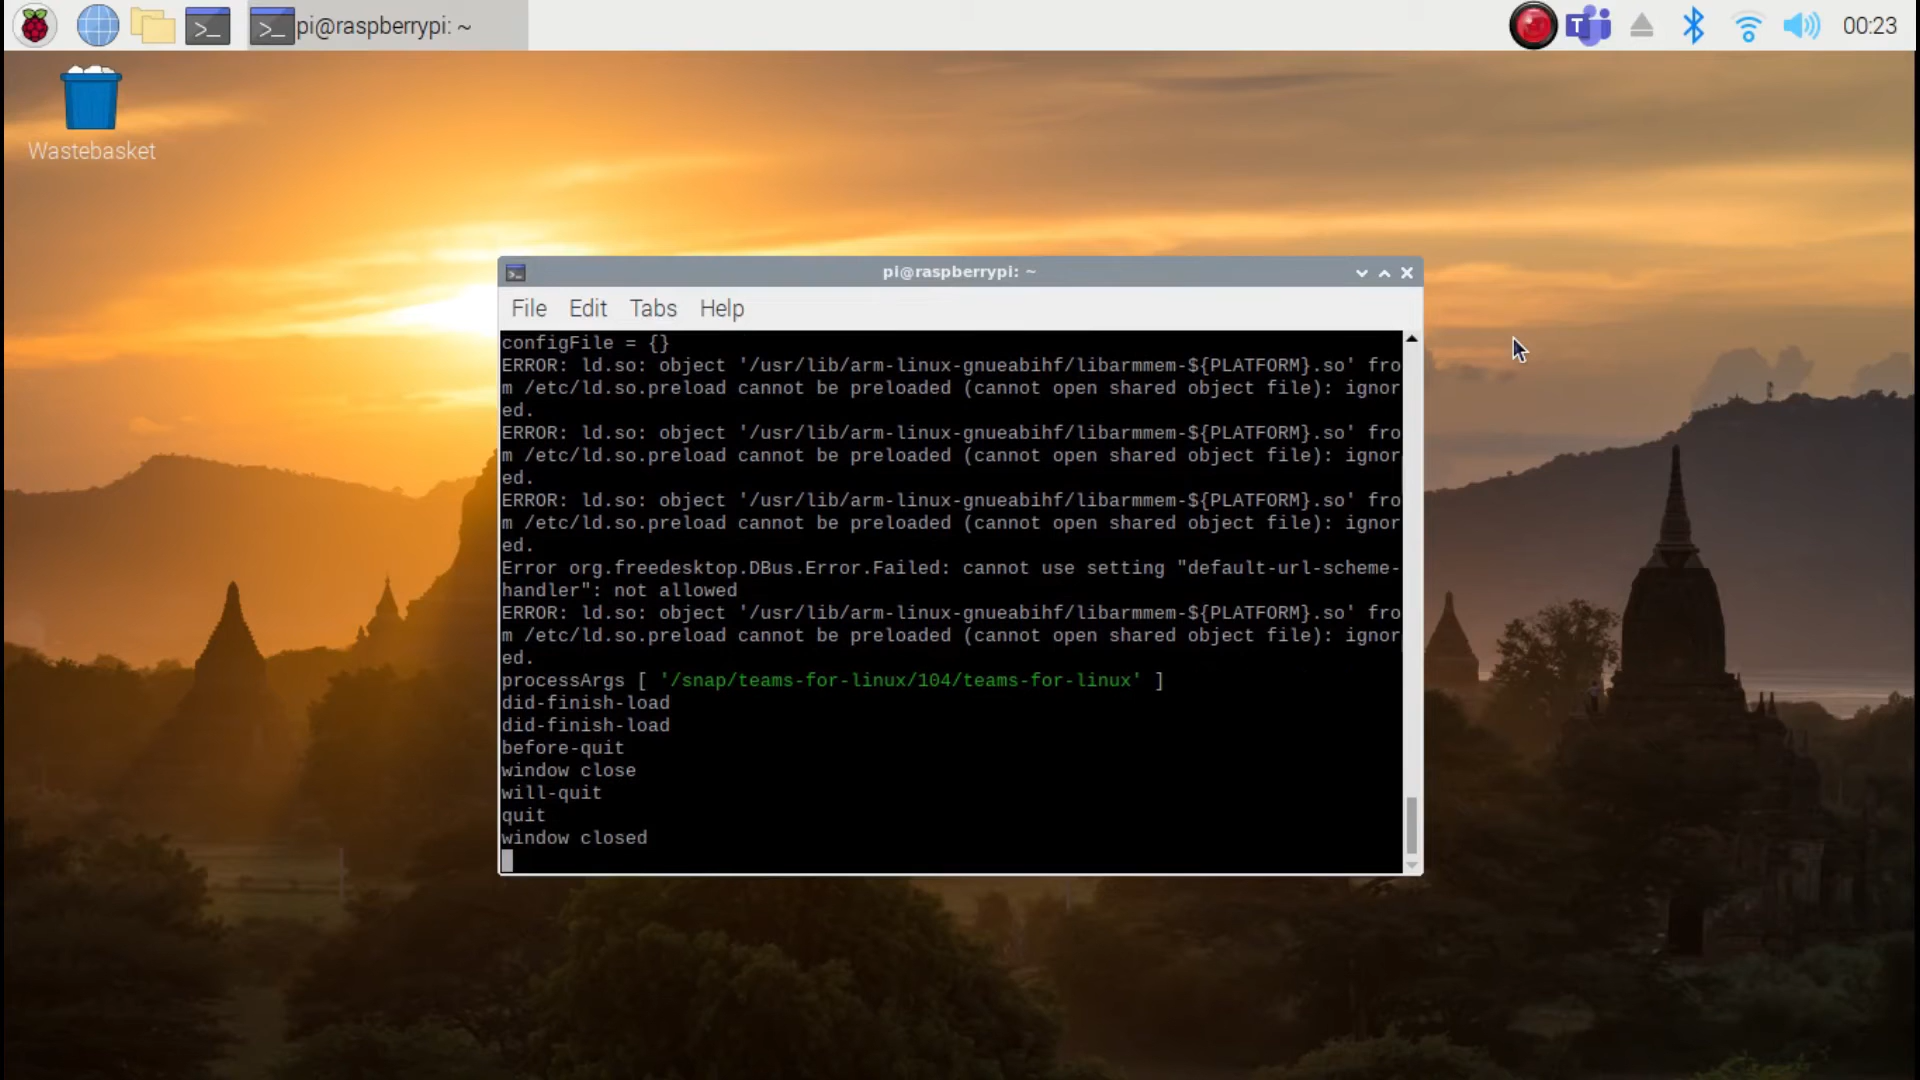 pi@raspberrypi: ~
00:23
Wastebasket
pi@raspberrypi: ~
File Edit Tabs Help
configFile = {}
ERROR: ld.so: object '/usr/lib/arm-linux-gnueabihf/libarmmem-${PLATFORM}.so' fro
m /etc/ld.so.preload cannot be preloaded (cannot open shared object file): ignor
ed.
ERROR: ld.so: object '/usr/lib/arm-linux-gnueabihf/libarmmem-${PLATFORM}.so' fro
m /etc/ld.so.preload cannot be preloaded (cannot open shared object file): ignor
ed.
ERROR: ld.so: object '/usr/lib/arm-linux-gnueabihf/libarmmem-${PLATFORM}.so' fro
m /etc/ld.so.preload cannot be preloaded (cannot open shared object file): ignor
ed.
Error org.freedesktop.DBus.Error.Failed: cannot use setting "default-url-scheme-
handler": not allowed
ERROR: ld.so: object '/usr/lib/arm-linux-gnueabihf/libarmmem-${PLATFORM}.so' fro
m /etc/ld.so.preload cannot be preloaded (cannot open shared object file): ignor
ed.
processArgs [ '/snap/teams-for-linux/104/teams-for-linux' ]
did-finish-load
did-finish-load
before-quit
window close
will-quit
quit
window closed